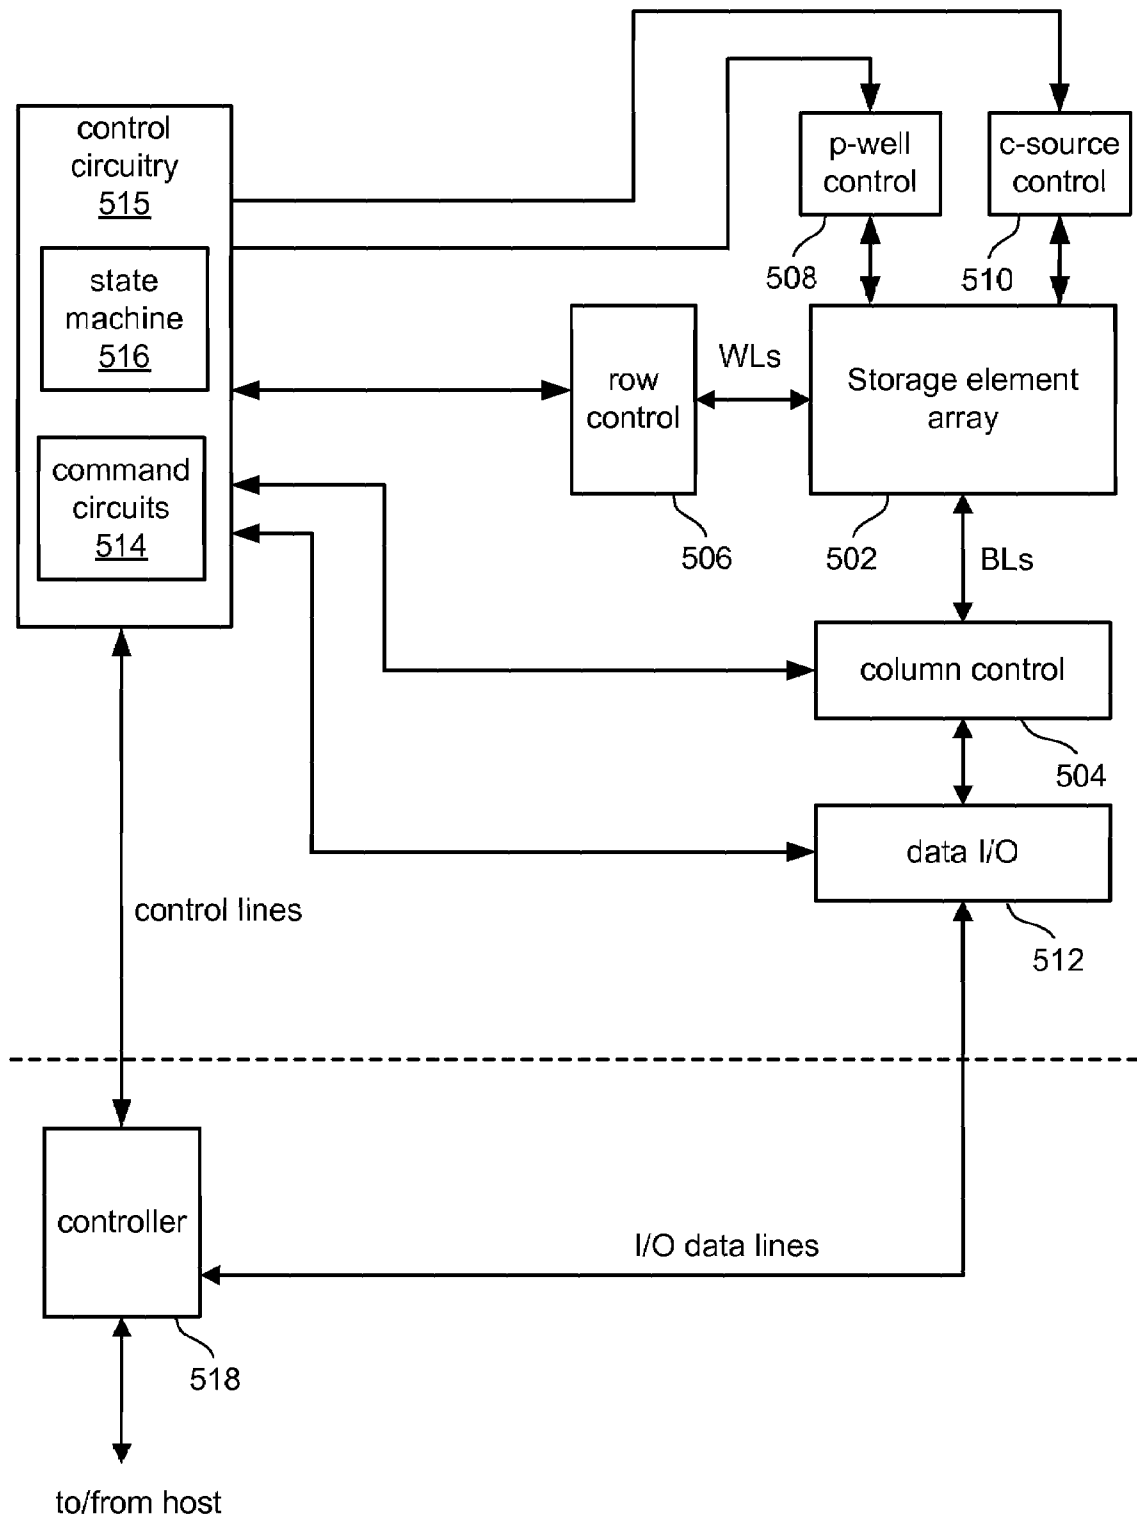 control
circuitry
515
state
machine
516
command
circuits
514
p-well
control
508
c-source
control
510
row
control
506
WLs
Storage element
array
502
BLs
column control
504
data I/O
512
control lines
controller
518
I/O data lines
to/from host